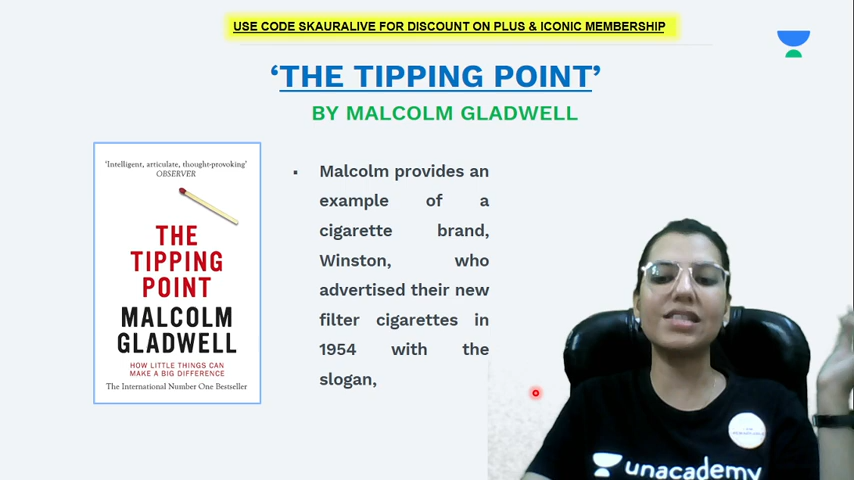 USE CODE SKAURALIVE FOR DISCOUNT ON PLUS & ICONIC MEMBERSHIP
‘THE TIPPING POINT’
BY MALCOLM GLADWELL
‘Intelligent, articulate, thought-provoking’
OBSERVER
THE
TIPPING
POINT
MALCOLM
GLADWELL
HOW LITTLE THINGS CAN
MAKE A BIG DIFFERENCE
The International Number One Bestseller
▪ Malcolm provides an
example of a
cigarette brand,
Winston, who
advertised their new
filter cigarettes in
1954 with the
slogan,
unacademy